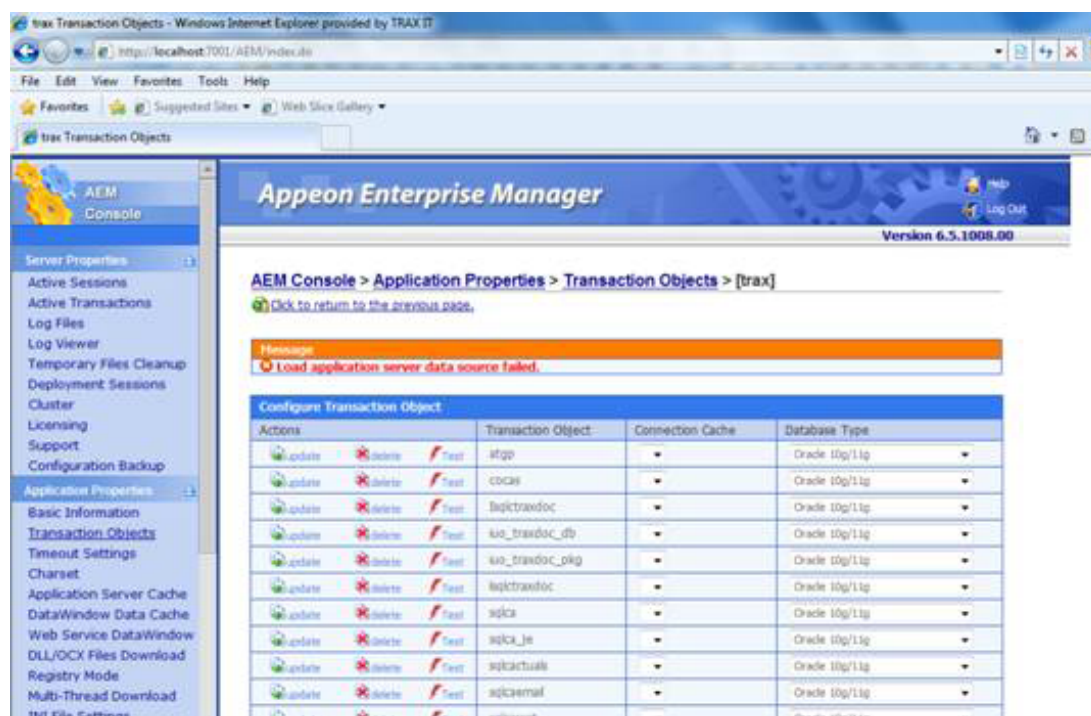 trax Transaction Objects - Windows Internet Explorer provided by TRAX IT
http://localhost:7001/AEM/index.do
File Edit View Favorites Tools Help
Favorites Suggested Sites Web Slice Gallery
trax Transaction Objects
AEM
Console
Appeon Enterprise Manager
Help
Log Out
Version 6.5.1008.00
Server Properties
Active Sessions
Active Transactions
Log Files
Log Viewer
Temporary Files Cleanup
Deployment Sessions
Cluster
Licensing
Support
Configuration Backup
Application Properties
Basic Information
Transaction Objects
Timeout Settings
Charset
Application Server Cache
DataWindow Data Cache
Web Service DataWindow
DLL/OCX Files Download
Registry Mode
Multi-Thread Download
INI File Settings
AEM Console > Application Properties > Transaction Objects > [trax]
Click to return to the previous page.
Message
Load application server data source failed.
Configure Transaction Object
Actions Transaction Object Connection Cache Database Type
update delete Test atgp Oracle 10g/11g
update delete Test cocas Oracle 10g/11g
update delete Test Oracle 10g/11g
update delete Test iuo_traxdoc_db Oracle 10g/11g
update delete Test iuo_traxdoc_pkg Oracle 10g/11g
update delete Test Oracle 10g/11g
update delete Test sqlca Oracle 10g/11g
update delete Test sqlca_je Oracle 10g/11g
update delete Test sqlcactuals Oracle 10g/11g
update delete Test sqlcaemail Oracle 10g/11g